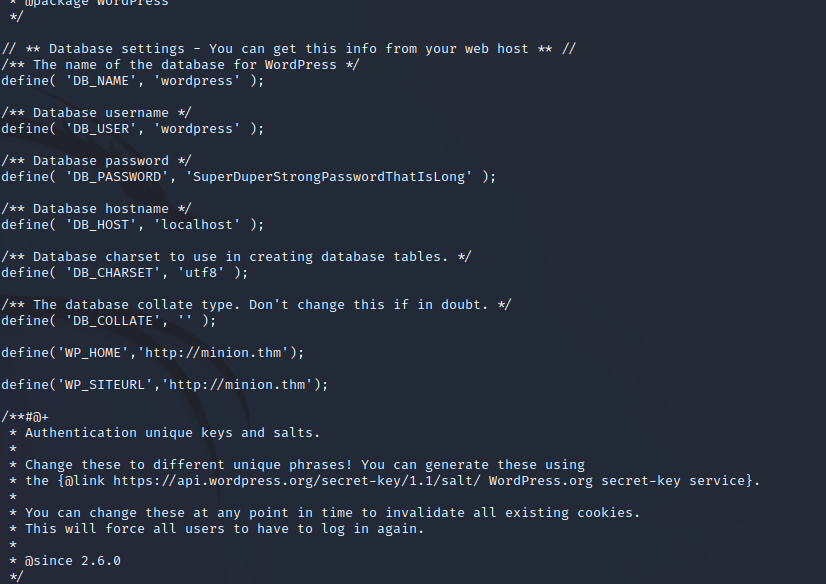 * @package WordPress
 */

// ** Database settings - You can get this info from your web host ** //
/** The name of the database for WordPress */
define( 'DB_NAME', 'wordpress' );

/** Database username */
define( 'DB_USER', 'wordpress' );

/** Database password */
define( 'DB_PASSWORD', 'SuperDuperStrongPasswordThatIsLong' );

/** Database hostname */
define( 'DB_HOST', 'localhost' );

/** Database charset to use in creating database tables. */
define( 'DB_CHARSET', 'utf8' );

/** The database collate type. Don't change this if in doubt. */
define( 'DB_COLLATE', '' );

define('WP_HOME','http://minion.thm');

define('WP_SITEURL','http://minion.thm');

/**#@+
 * Authentication unique keys and salts.
 *
 * Change these to different unique phrases! You can generate these using
 * the {@link https://api.wordpress.org/secret-key/1.1/salt/ WordPress.org secret-key service}.
 *
 * You can change these at any point in time to invalidate all existing cookies.
 * This will force all users to have to log in again.
 *
 * @since 2.6.0
 */